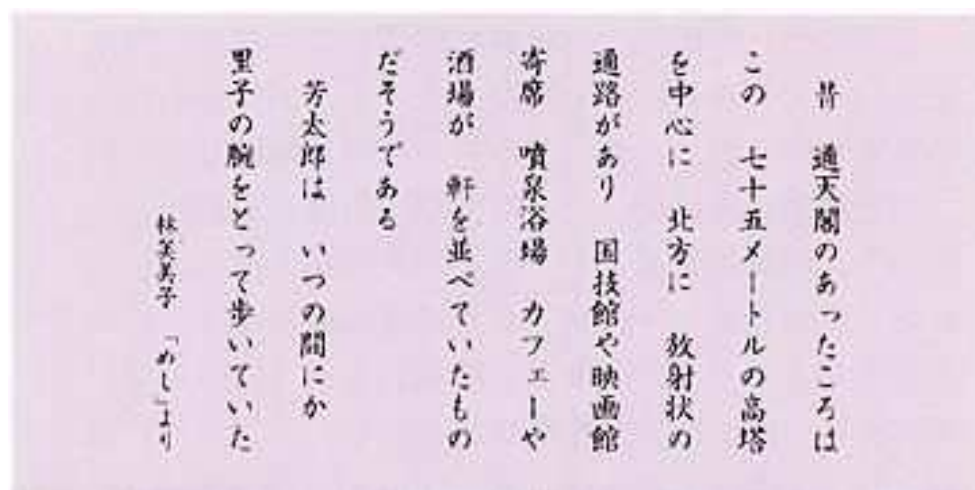 昔 通天閣のあったころは
この 七十五メートルの高塔
を中心に 北方に 放射状の
通路があり 国技館や映画館
寄席 噴泉浴場 カフェーや
酒場が 軒を並べていたもの
だそうである
芳太郎は いつの間にか
里子の腕をとって歩いていた
林芙美子 「めし」より